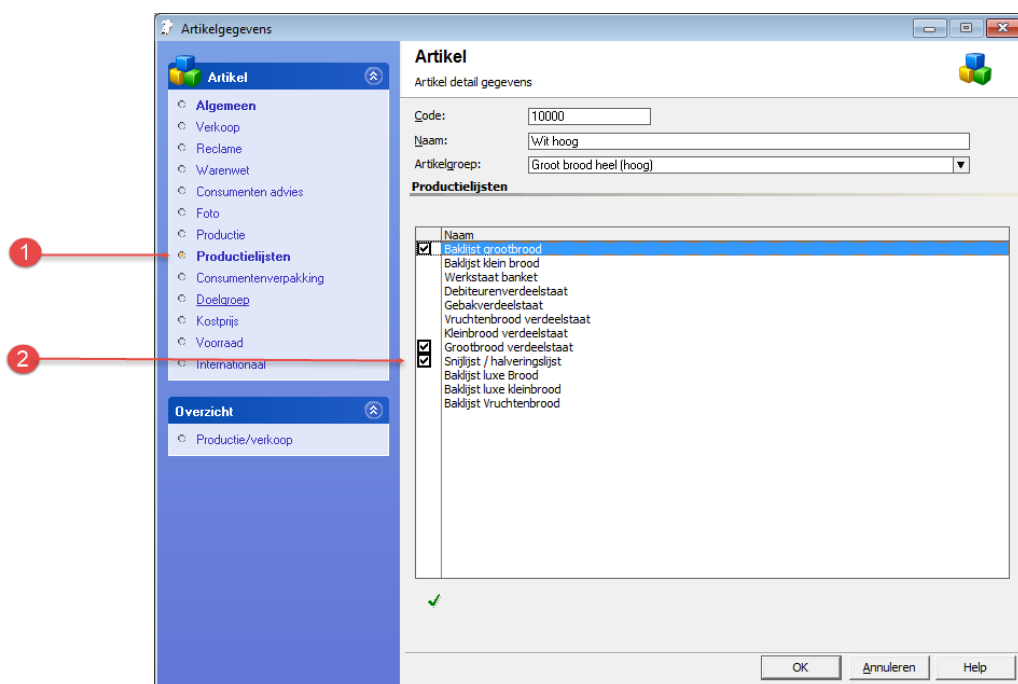 Artikelgegevens
Artikel
Algemeen
Verkoop
Reclame
Warenwet
Consumenten advies
Foto
Productie
Productielijsten
Consumentenverpakking
Doelgroep
Kostprijs
Voorraad
Internationaal
Overzicht
Productie/verkoop
1
2
Artikel
Artikel detail gegevens
Code: 10000
Naam: Wit hoog
Artikelgroep: Groot brood heel (hoog)
Productielijsten
Naam
Baklijst grootbrood
Baklijst klein brood
Werkstaat banket
Debiteurenverdeelstaat
Gebakverdeelstaat
Vruchtenbrood verdeelstaat
Kleinbrood verdeelstaat
Grootbrood verdeelstaat
Snijlijst / halveringslijst
Baklijst luxe Brood
Baklijst luxe kleinbrood
Baklijst Vruchtenbrood
OK Annuleren Help